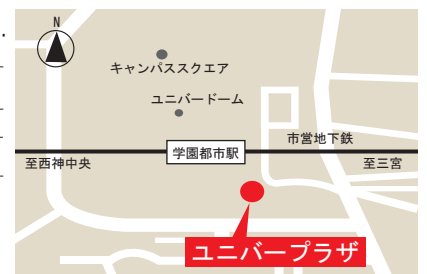 N
キャンパススクエア
ユニバードーム
市営地下鉄
学園都市駅
至西神中央
至三宮
ユニバープラザ